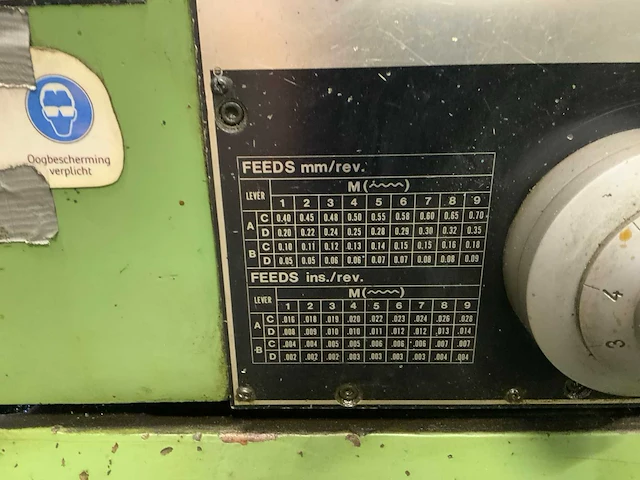 Oogbescherming
verplicht
FEEDS mm/rev.
LEVER M
1 2 3 4 5 6 7 8 9
A C 0.40 0.45 0.48 0.50 0.55 0.58 0.60 0.65 0.70
D 0.20 0.22 0.24 0.25 0.28 0.29 0.30 0.32 0.35
B C 0.10 0.11 0.12 0.13 0.14 0.15 0.15 0.16 0.18
D 0.05 0.05 0.06 0.06 0.07 0.07 0.08 0.08 0.09
FEEDS ins./rev.
LEVER M
1 2 3 4 5 6 7 8 9
A C .016 .018 .019 .020 .022 .023 .024 .026 .028
D .008 .009 .010 .010 .011 .012 .012 .013 .014
B C .004 .004 .005 .005 .006 .006 .006 .007 .007
D .002 .002 .002 .003 .003 .003 .003 .004 .004
4
3